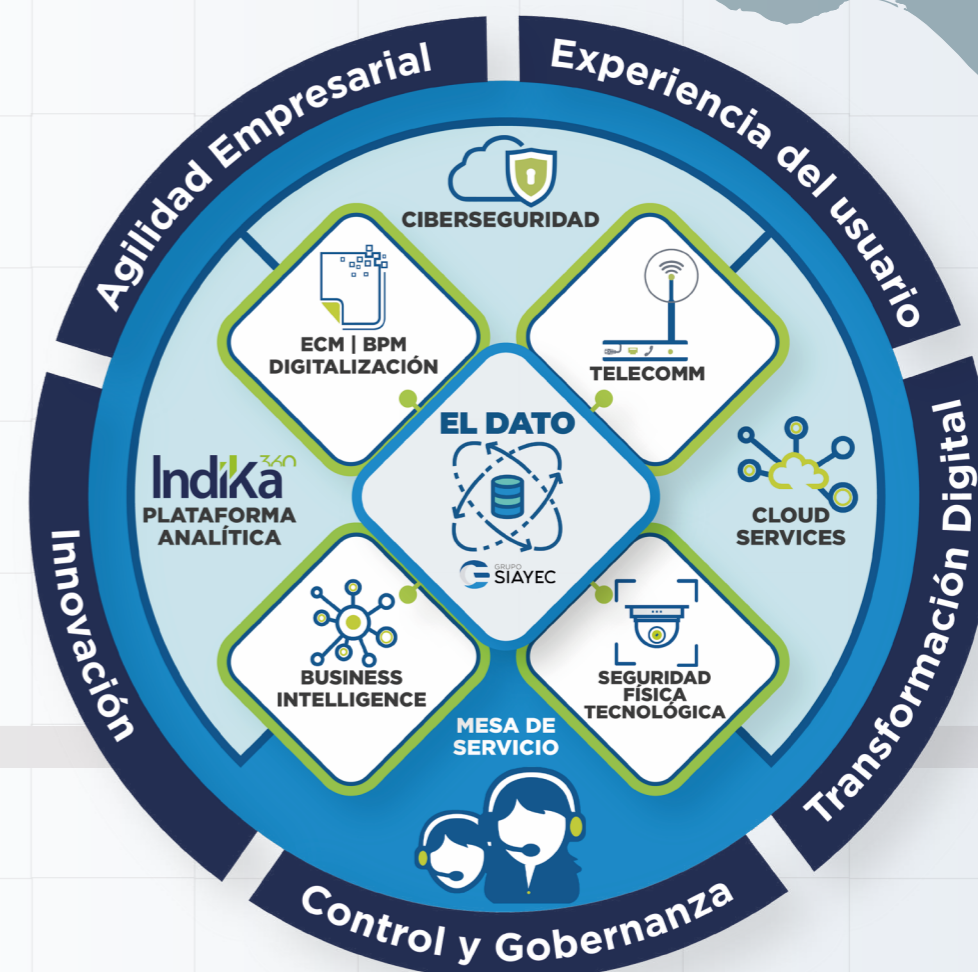 Agilidad Empresarial
Experiencia del usuario
CIBERSEGURIDAD
ECM | BPM
DIGITALIZACIÓN
TELECOMM
EL DATO
GRUPO
SIAYEC
Indika 360
PLATAFORMA
ANALÍTICA
CLOUD
SERVICES
BUSINESS
INTELLIGENCE
SEGURIDAD
FÍSICA
TECNOLÓGICA
MESA DE
SERVICIO
Innovación
Transformación Digital
Control y Gobernanza